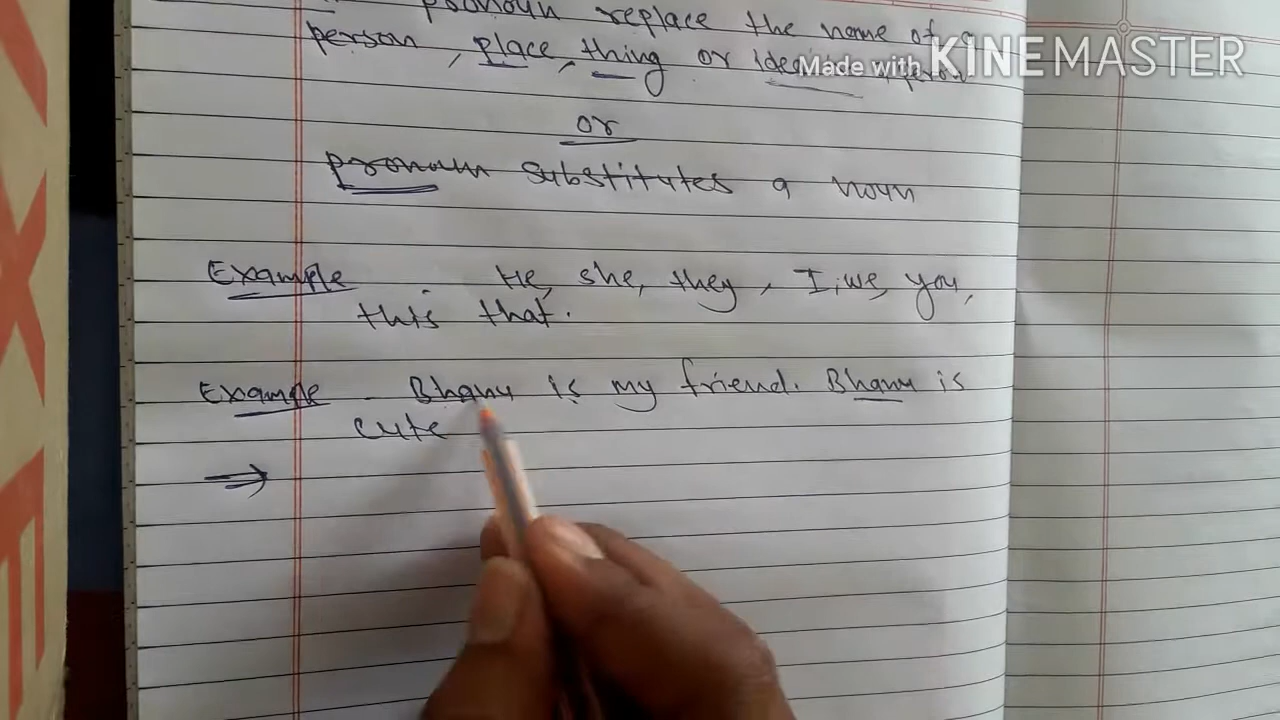 pronoun replace the name of a
person, place, thing or
Made with KINEMASTER
or
pronoun substitutes a noun
Example . He, she, they, I, we, you,
this that.
Example - Bhanu is my friend. Bhanu is
cute